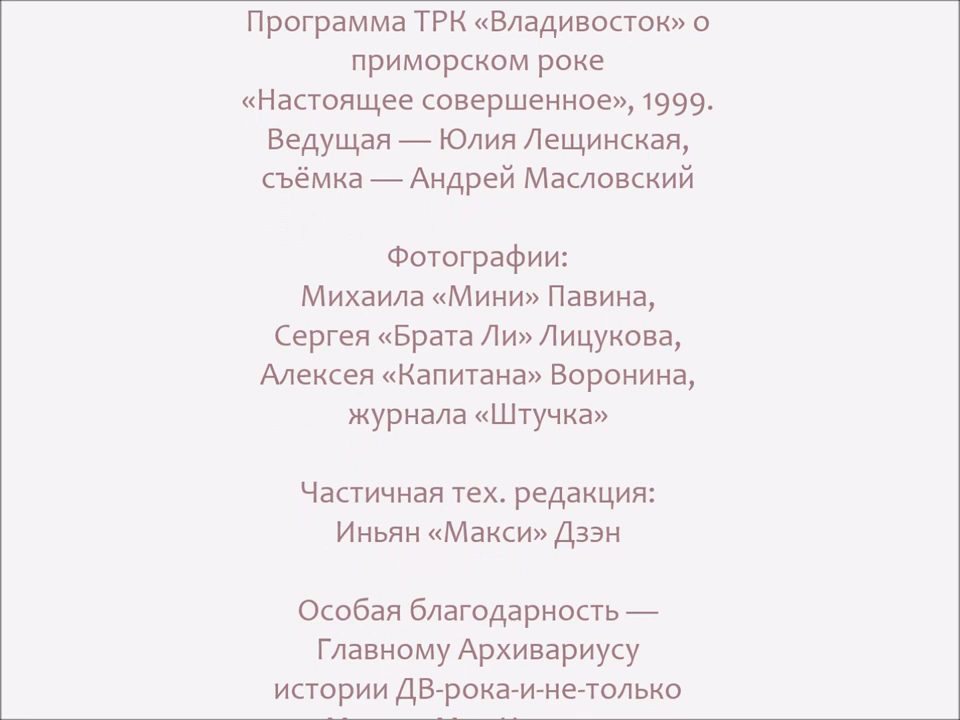 Программа ТРК «Владивосток» о
приморском роке
«Настоящее совершенное», 1999.
Ведущая — Юлия Лещинская,
съёмка — Андрей Масловский
Фотографии:
Михаила «Мини» Павина,
Сергея «Брата Ли» Лицукова,
Алексея «Капитана» Воронина,
журнала «Штучка»
Частичная тех. редакция:
Иньян «Макси» Дзэн
Особая благодарность —
Главному Архивариусу
истории ДВ-рока-и-не-только